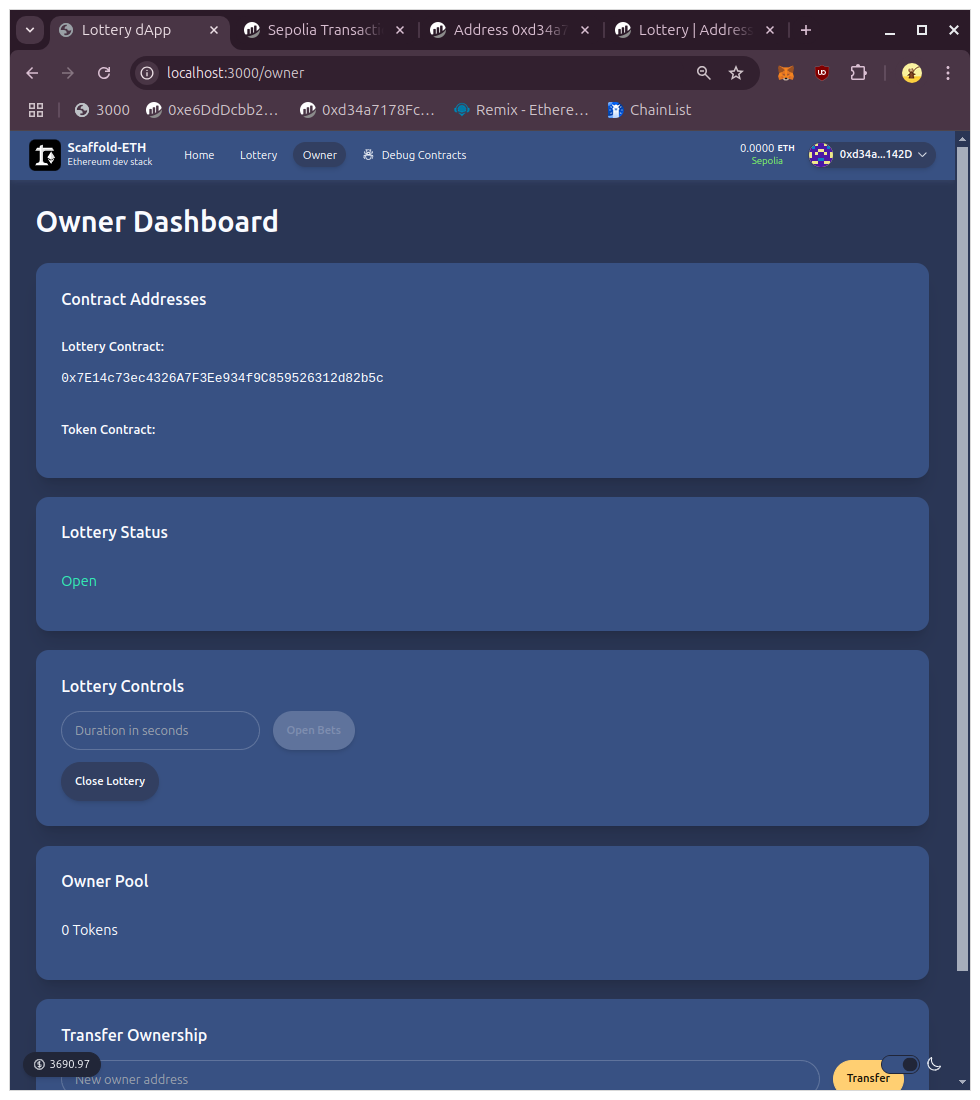 Lottery dApp
Sepolia Transacti
Address 0xd34a7
Lottery | Address
localhost:3000/owner
3000
0xe6DdDcbb2...
0xd34a7178Fc...
Remix - Ethere...
ChainList
Scaffold-ETH
Ethereum dev stack
Home
Lottery
Owner
Debug Contracts
0.0000 ETH
Sepolia
0xd34a...142D
Owner Dashboard
Contract Addresses
Lottery Contract:
0x7E14c73ec4326A7F3Ee934f9C859526312d82b5c
Token Contract:
Lottery Status
Open
Lottery Controls
Duration in seconds
Open Bets
Close Lottery
Owner Pool
0 Tokens
Transfer Ownership
New owner address
Transfer
3690.97